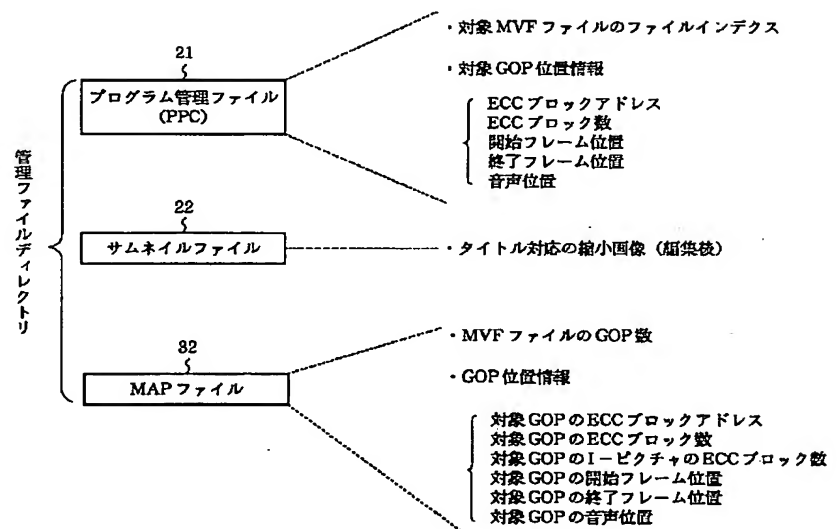 管理ファイルディレクトリ
21
プログラム管理ファイル
(PPC)
・対象MVFファイルのファイルインデクス
・対象GOP位置情報
ECCブロックアドレス
ECCブロック数
開始フレーム位置
終了フレーム位置
音声位置
22
サムネイルファイル
・タイトル対応の縮小画像（編集後）
32
MAPファイル
・MVFファイルのGOP数
・GOP位置情報
対象GOPのECCブロックアドレス
対象GOPのECCブロック数
対象GOPのI－ピクチャのECCブロック数
対象GOPの開始フレーム位置
対象GOPの終了フレーム位置
対象GOPの音声位置